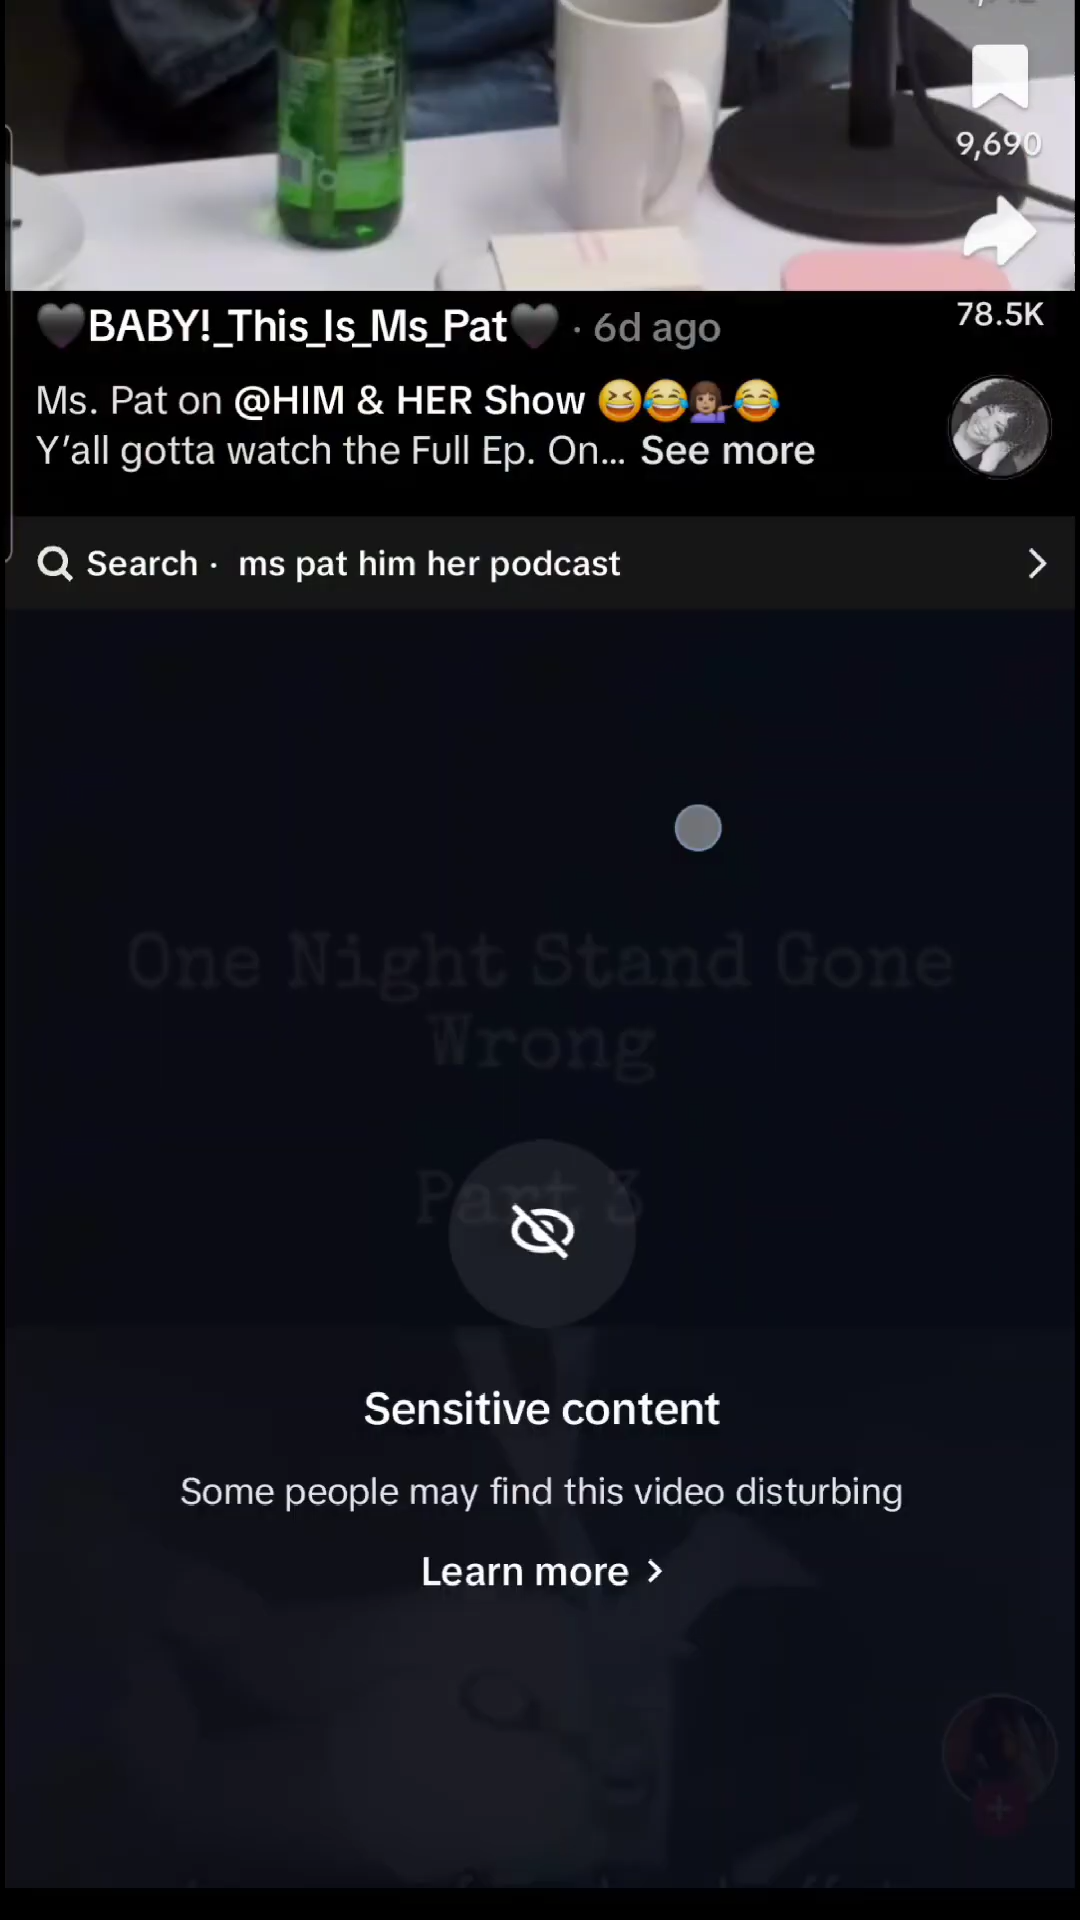 9,690
🖤BABY!_This_Is_Ms_Pat🖤 · 6d ago
78.5K
Ms. Pat on @HIM & HER Show 😆😂💁🏽‍♀️😂
Y’all gotta watch the Full Ep. On... See more
Search · ms pat him her podcast
One Night Stand Gone
Wrong
Part 3
Sensitive content
Some people may find this video disturbing
Learn more >